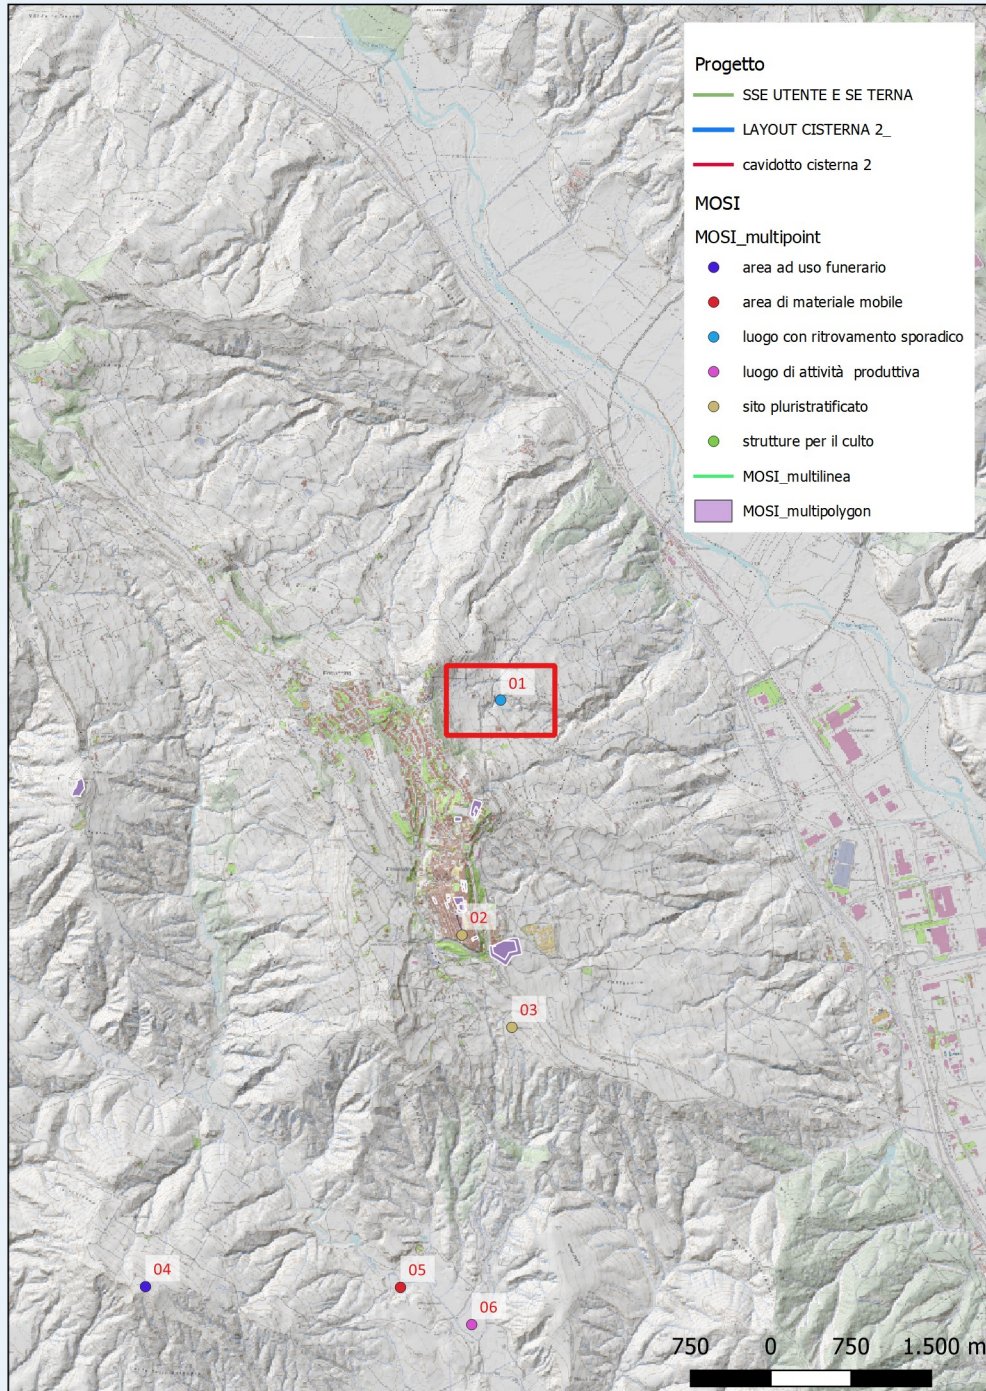 Progetto
SSE UTENTE E SE TERNA
LAYOUT CISTERNA 2_
cavidotto cisterna 2
MOSI
MOSI_multipoint
area ad uso funerario
area di materiale mobile
luogo con ritrovamento sporadico
luogo di attività produttiva
sito pluristratificato
strutture per il culto
MOSI_multilinea
MOSI_multipolygon
01
02
03
04
05
06
750 0 750 1.500 m